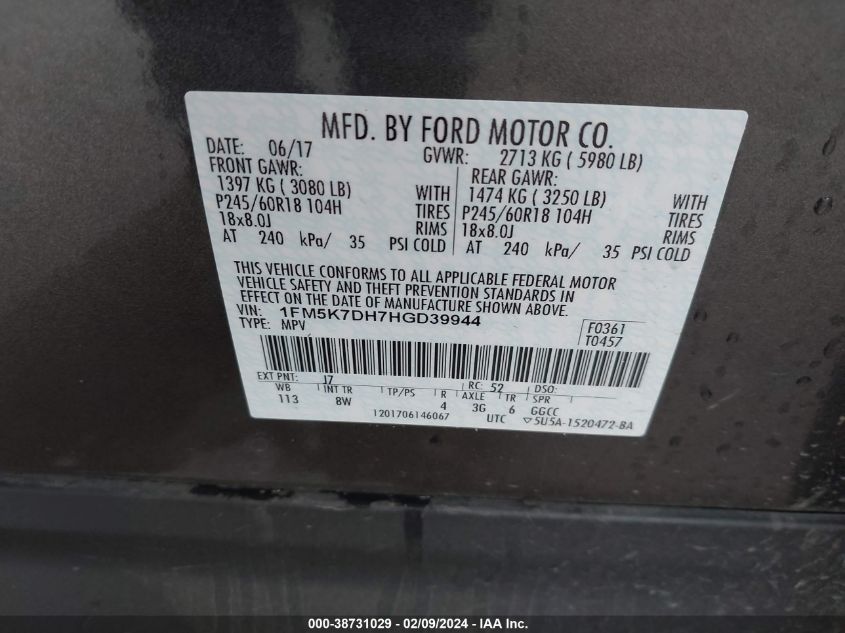 MFD. BY FORD MOTOR CO.
DATE: 06/17 GVWR: 2713 KG ( 5980 LB)
FRONT GAWR: REAR GAWR:
1397 KG ( 3080 LB) WITH 1474 KG ( 3250 LB) WITH
P245/60R18 104H TIRES P245/60R18 104H TIRES
18x8.0J RIMS 18x8.0J RIMS
AT 240 kPa/ 35 PSI COLD AT 240 kPa/ 35 PSI COLD
THIS VEHICLE CONFORMS TO ALL APPLICABLE FEDERAL MOTOR
VEHICLE SAFETY AND THEFT PREVENTION STANDARDS IN
EFFECT ON THE DATE OF MANUFACTURE SHOWN ABOVE.
VIN: 1FM5K7DH7HGD39944
TYPE: MPV
F0361
T0457
EXT PNT: J7 RC: 52 DSO:
WB INT TR TP/PS R AXLE TR SPR
113 8W 4 3G 6 GGCC
1201706146067 UTC ▽5U5A-1520472-BA
000-38731029 - 02/09/2024 - IAA Inc.